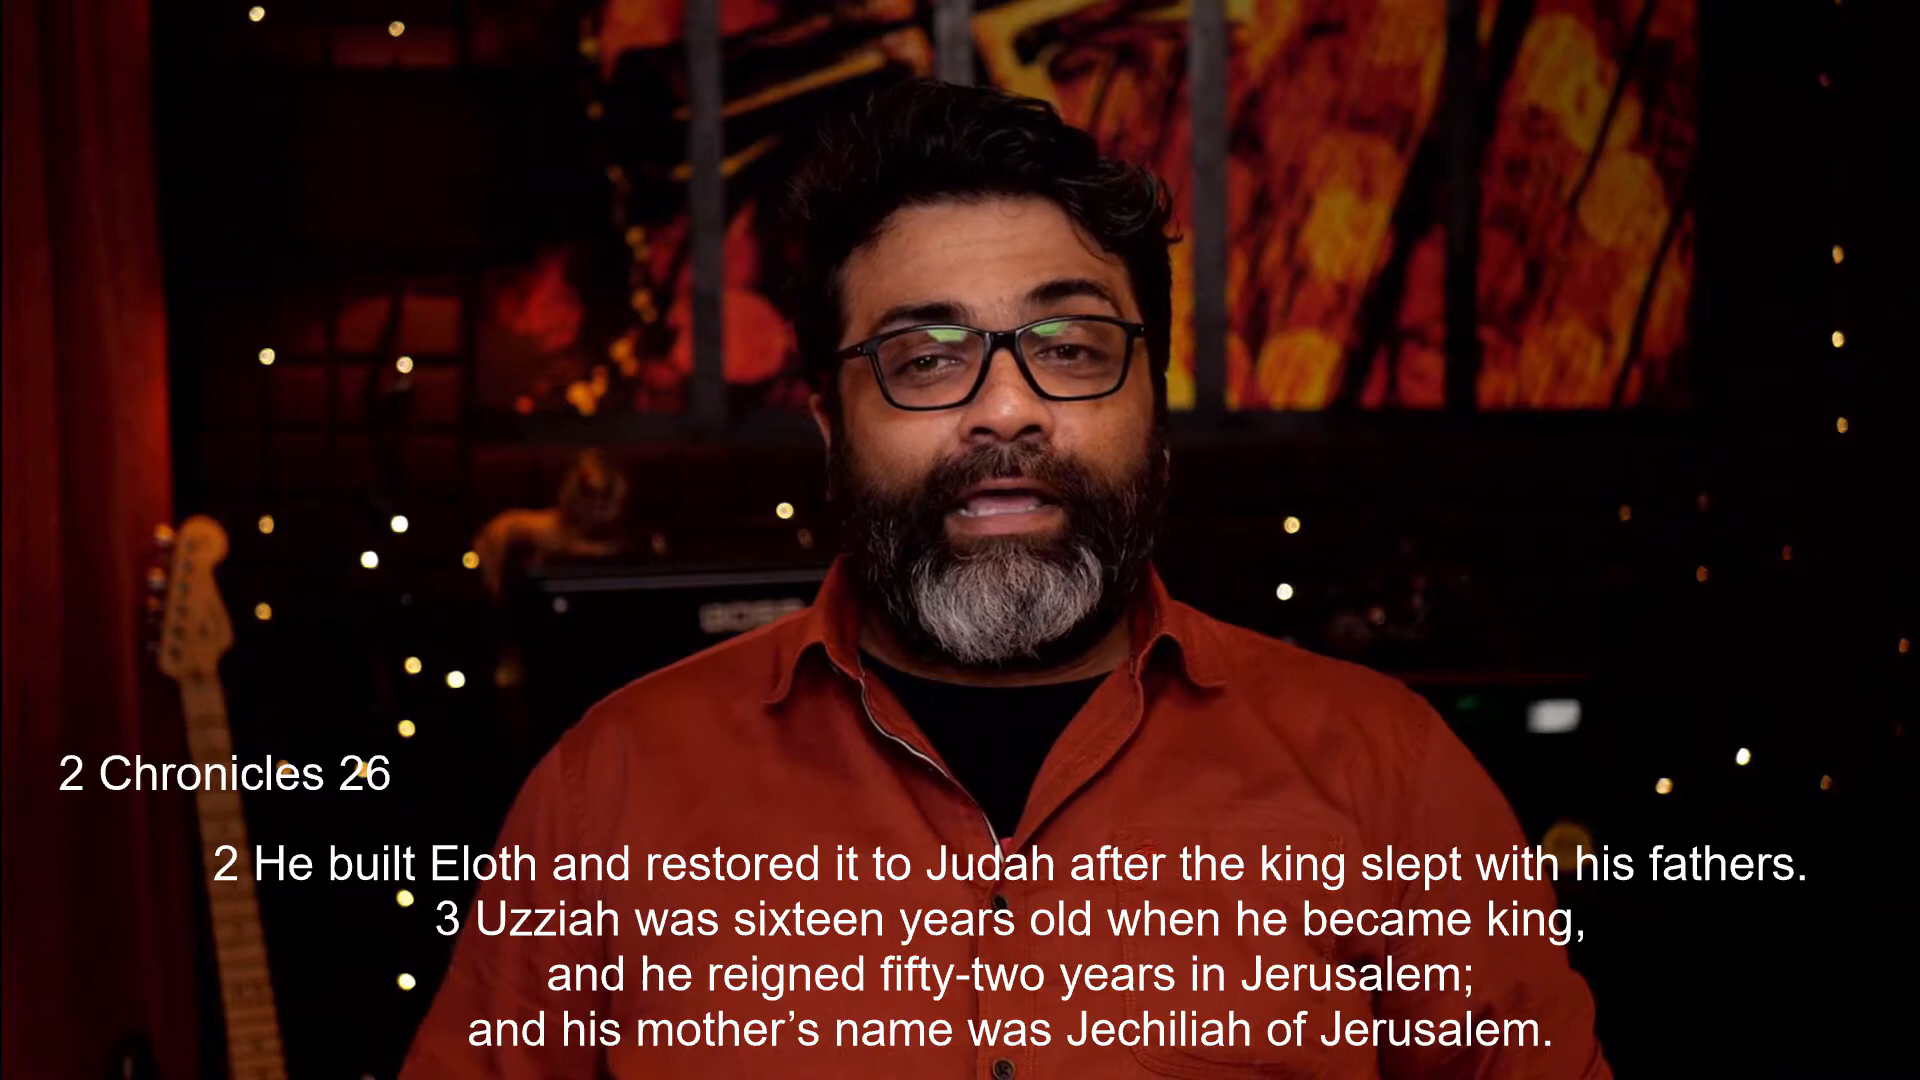 2 Chronicles 26
2 He built Eloth and restored it to Judah after the king slept with his fathers.
3 Uzziah was sixteen years old when he became king,
and he reigned fifty-two years in Jerusalem;
and his mother’s name was Jechiliah of Jerusalem.